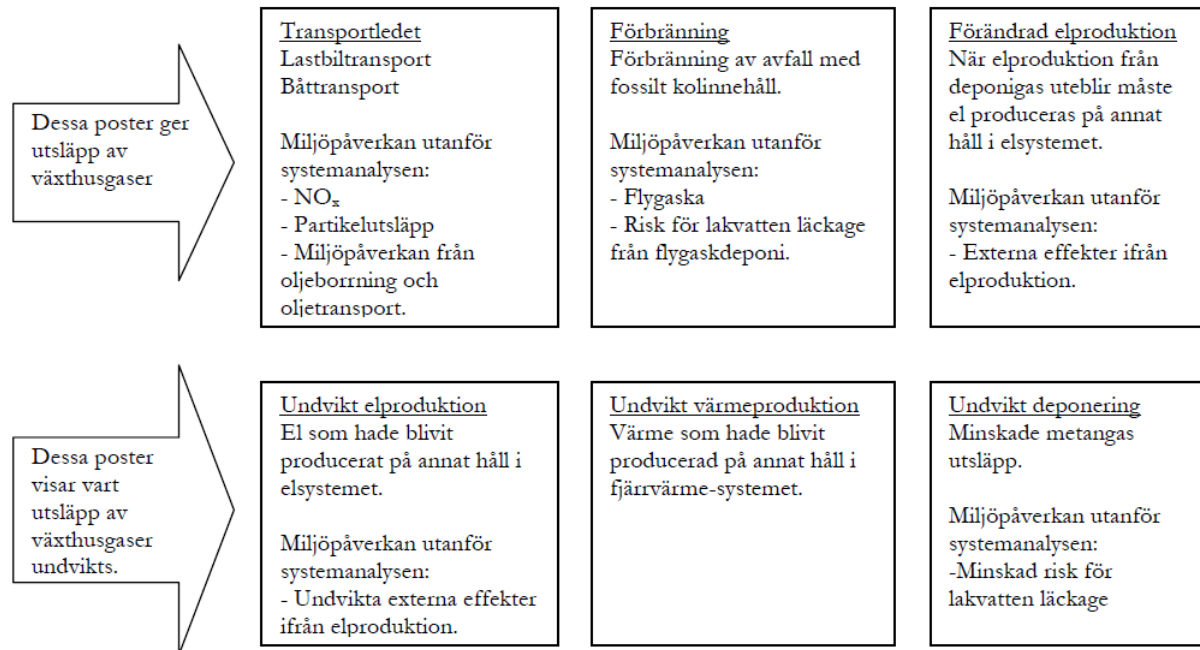 Dessa poster ger
utsläpp av
växthusgaser
Transportledet
Lastbiltransport
Båttransport
Miljöpåverkan utanför
systemanalysen:
- NOₓ
- Partikelutsläpp
- Miljöpåverkan från
oljeborrning och
oljetransport.
Förbränning
Förbränning av avfall med
fossilt kolinnehåll.
Miljöpåverkan utanför
systemanalysen:
- Flygaska
- Risk för lakvatten läckage
från flygaskdeponi.
Förändrad elproduktion
När elproduktion från
deponigas uteblir måste
el produceras på annat
håll i elsystemet.
Miljöpåverkan utanför
systemanalysen:
- Externa effekter ifrån
elproduktion.
Dessa poster
visar vart
utsläpp av
växthusgaser
undvikts.
Undvikt elproduktion
El som hade blivit
producerat på annat håll i
elsystemet.
Miljöpåverkan utanför
systemanalysen:
- Undvikta externa effekter
ifrån elproduktion.
Undvikt värmeproduktion
Värme som hade blivit
producerad på annat håll i
fjärrvärme-systemet.
Undvikt deponering
Minskade metangas
utsläpp.
Miljöpåverkan utanför
systemanalysen:
-Minskad risk för
lakvatten läckage